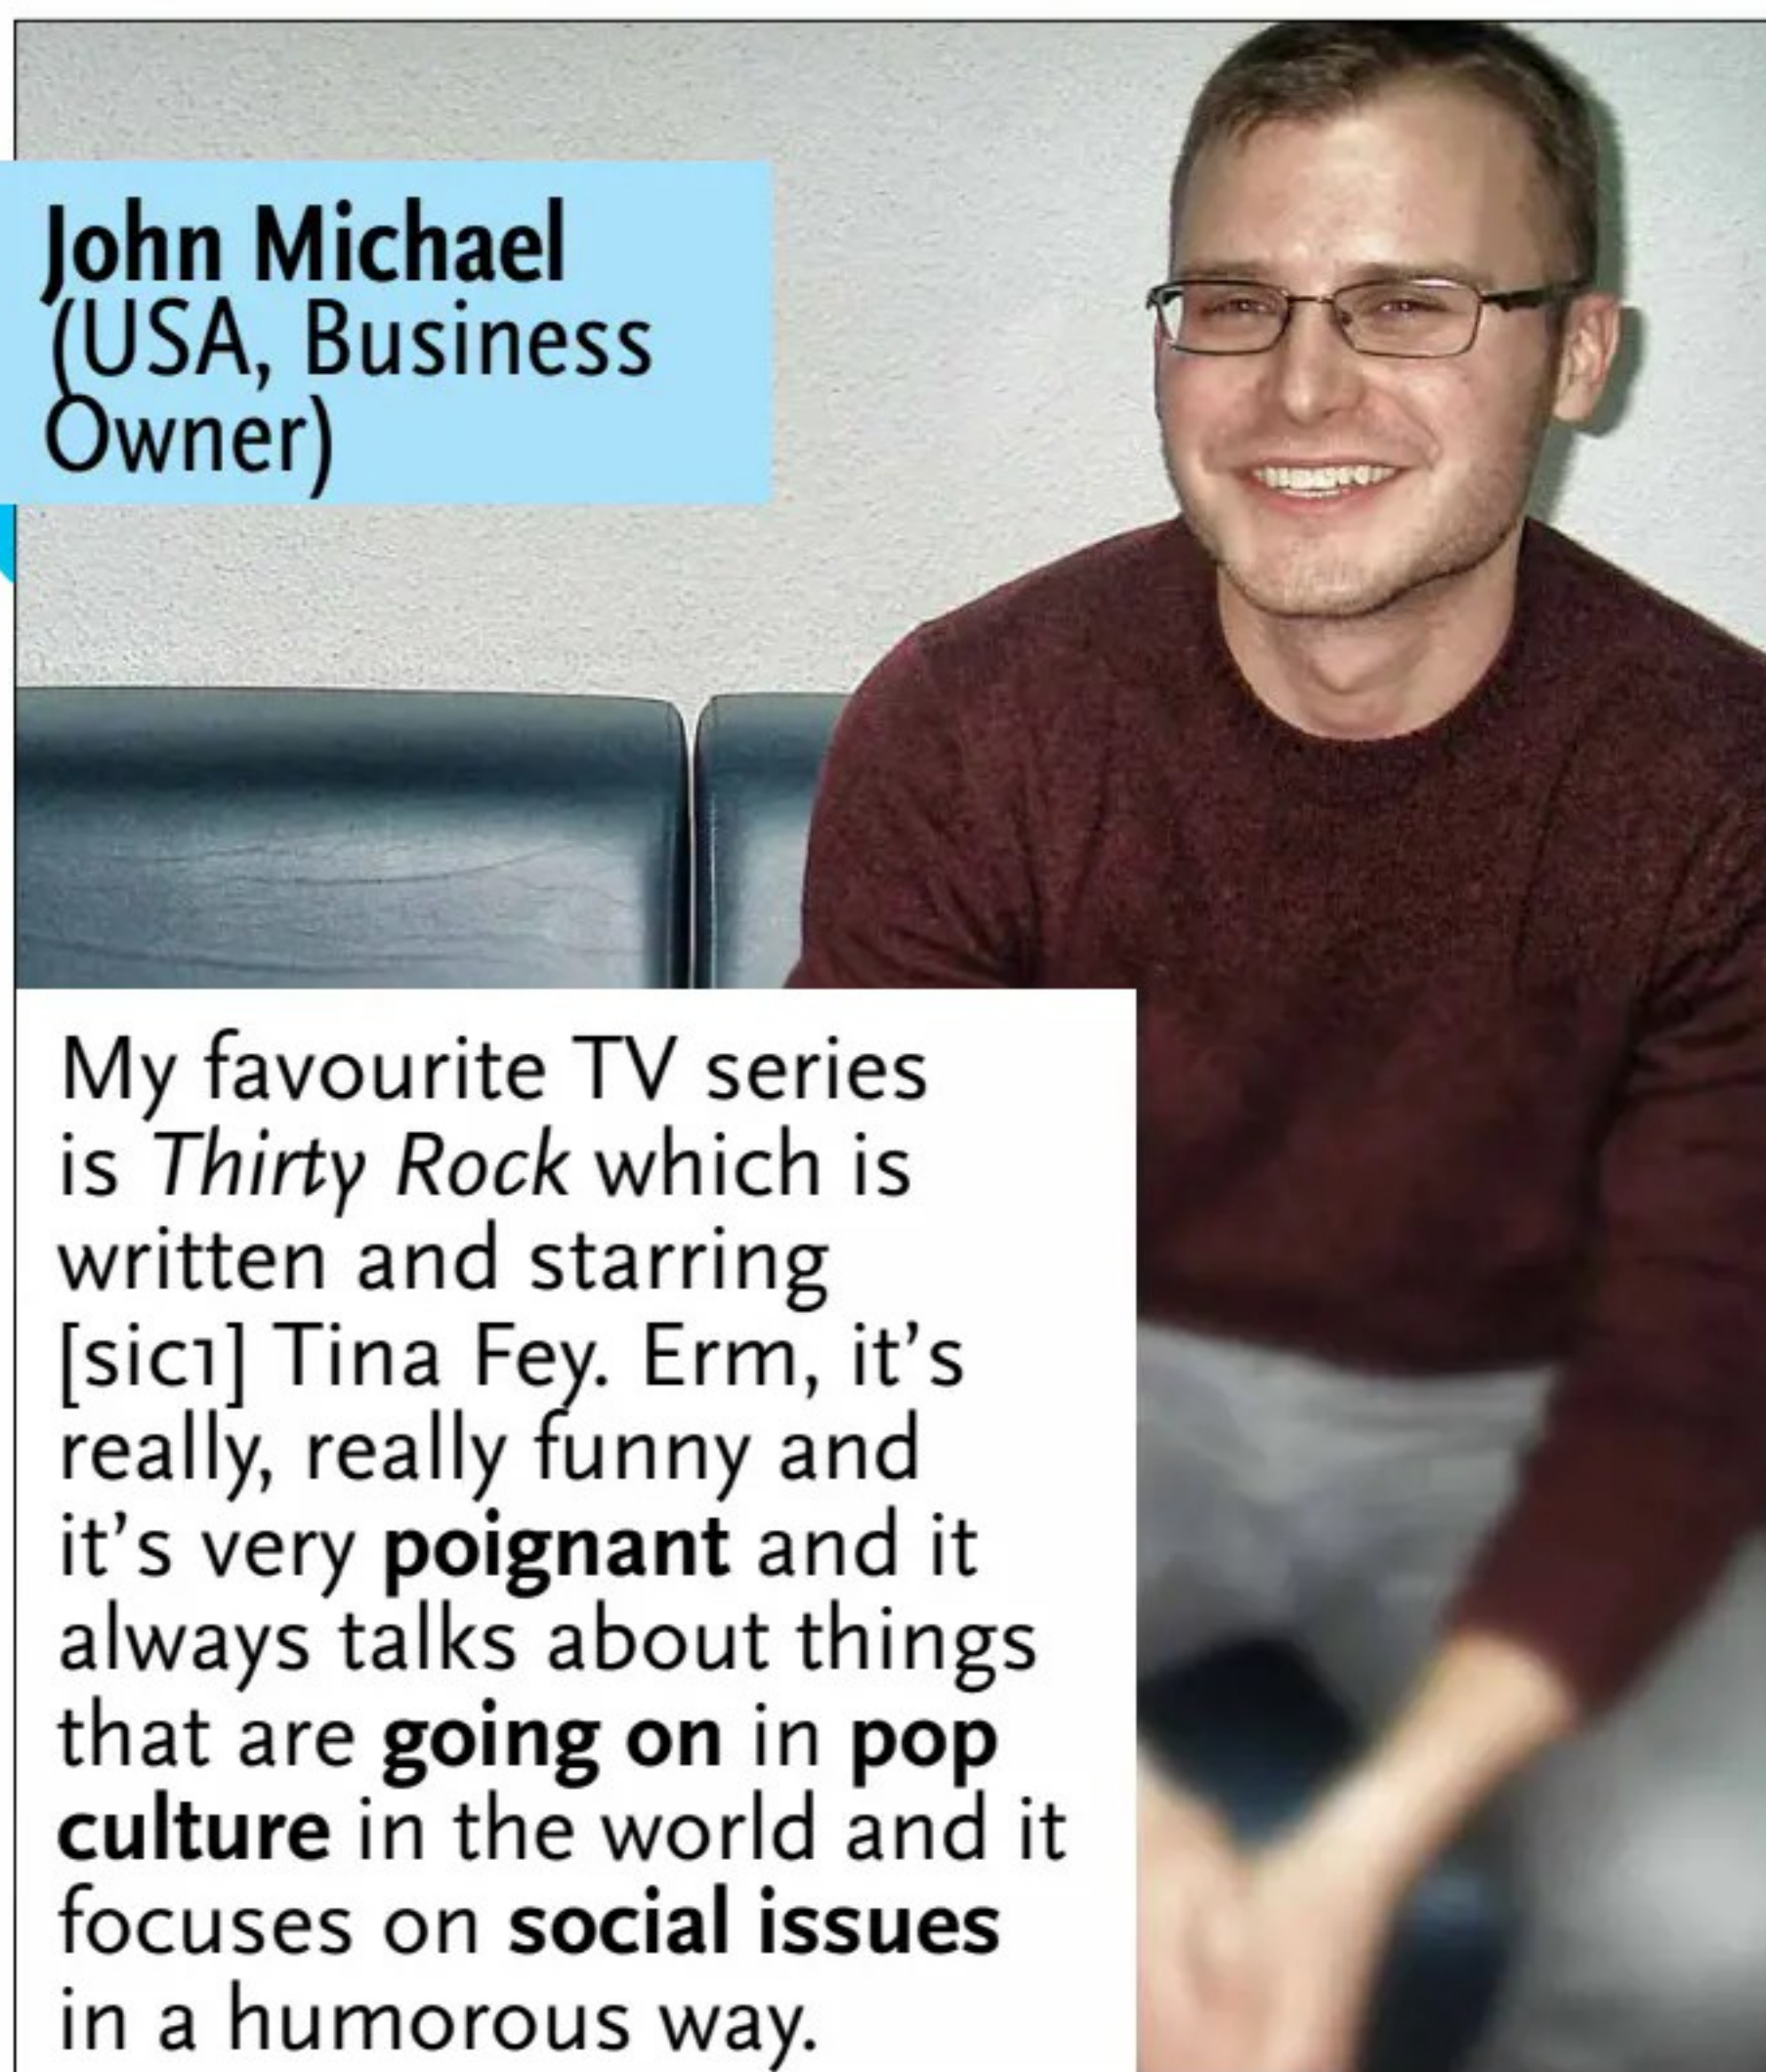 John Michael
(USA, Business
Owner)
My favourite TV series
is Thirty Rock which is
written and starring
[sic1] Tina Fey. Erm, it’s
really, really funny and
it’s very poignant and it
always talks about things
that are going on in pop
culture in the world and it
focuses on social issues
in a humorous way.